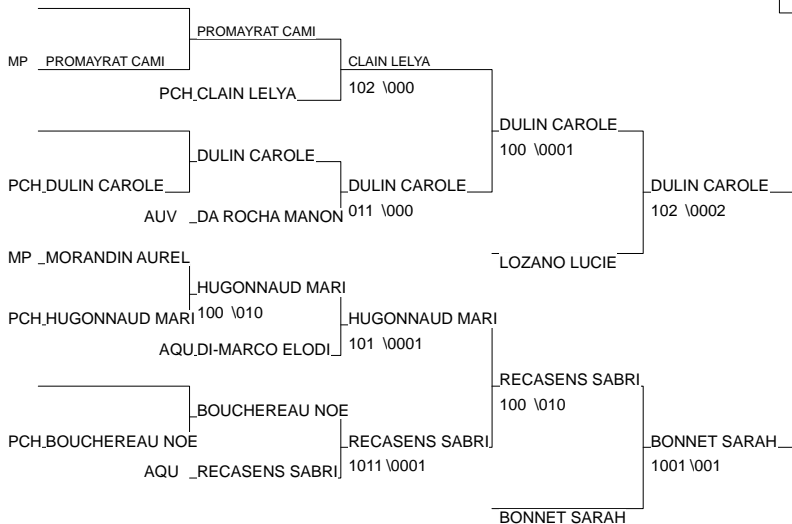 PROMAYRAT CAMI
MP PROMAYRAT CAMI CLAIN LELYA
PCH CLAIN LELYA 102 \000
DULIN CAROLE
100 \0001
DULIN CAROLE
PCH DULIN CAROLE DULIN CAROLE DULIN CAROLE
AUV DA ROCHA MANON 011 \000 102 \0002
MP MORANDIN AUREL LOZANO LUCIE
HUGONNAUD MARI
PCH HUGONNAUD MARI 100 \010 HUGONNAUD MARI
AQU DI-MARCO ELODI 101 \0001
RECASENS SABRI
100 \010
BOUCHEREAU NOE
PCH BOUCHEREAU NOE RECASENS SABRI BONNET SARAH
AQU RECASENS SABRI 1011 \0001 1001 \001
BONNET SARAH